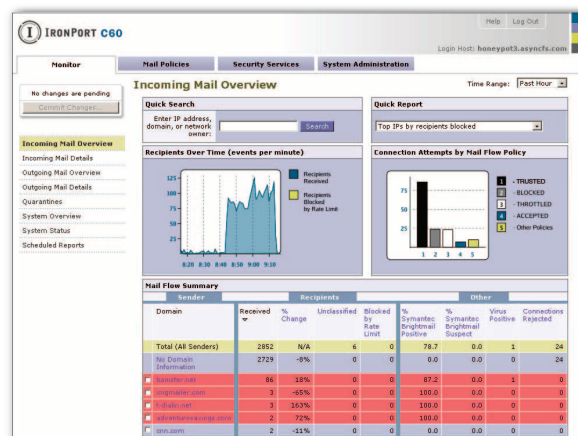 Help Log Out
IRONPORT C60
Login Host: honeypot3.asyncfs.com
Monitor Mail Policies Security Services System Administration
No changes are pending
Commit Changes...
Incoming Mail Overview
Time Range: Past Hour
Quick Search
Enter IP address, domain, or network owner:
Search
Quick Report
Top IPs by recipients blocked
Incoming Mail Overview
Incoming Mail Details
Outgoing Mail Overview
Outgoing Mail Details
Quarantines
System Overview
System Status
Scheduled Reports
Recipients Over Time (events per minute)
125
100
75
50
25
8:20 8:30 8:40 8:50 9:00 9:10
Recipients Received
Recipients Blocked by Rate Limit
Connection Attempts by Mail Flow Policy
75
50
25
1 2 3 4 5
1 - TRUSTED
2 - BLOCKED
3 - THROTTLED
4 - ACCEPTED
5 - Other Policies
Mail Flow Summary
Sender Recipients Other
Domain Received % Change Unclassified Blocked by Rate Limit % Symantec Brightmail Positive % Symantec Brightmail Suspect Virus Positive Connections Rejected
Total (All Senders) 2852 N/A 6 0 78.7 0.0 1 24
No Domain Information 2729 -8% 0 0 0.0 0.0 0 24
86 18% 0 0 87.2 0.0 1 0
3 -65% 0 0 100.0 0.0 0 0
3 163% 0 0 100.0 0.0 0 0
2 72% 0 0 100.0 0.0 0 0
cnn.com 2 -11% 0 0 0.0 0.0 0 0